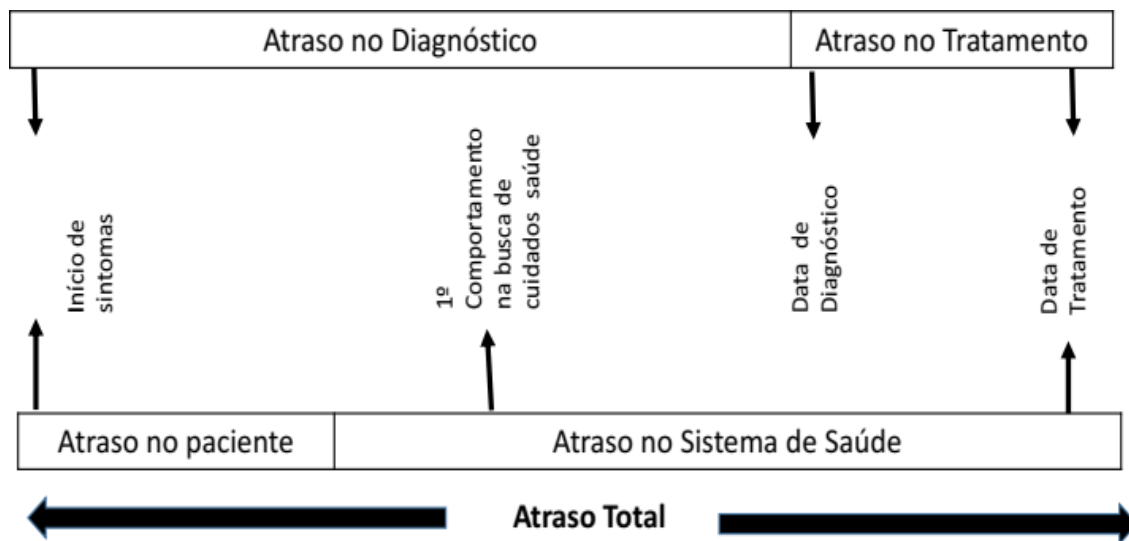 Atraso no Diagnóstico
Atraso no Tratamento
Início de
sintomas
1º
Comportamento
na busca de
cuidados saúde
Data de
Diagnóstico
Data de
Tratamento
Atraso no paciente
Atraso no Sistema de Saúde
Atraso Total